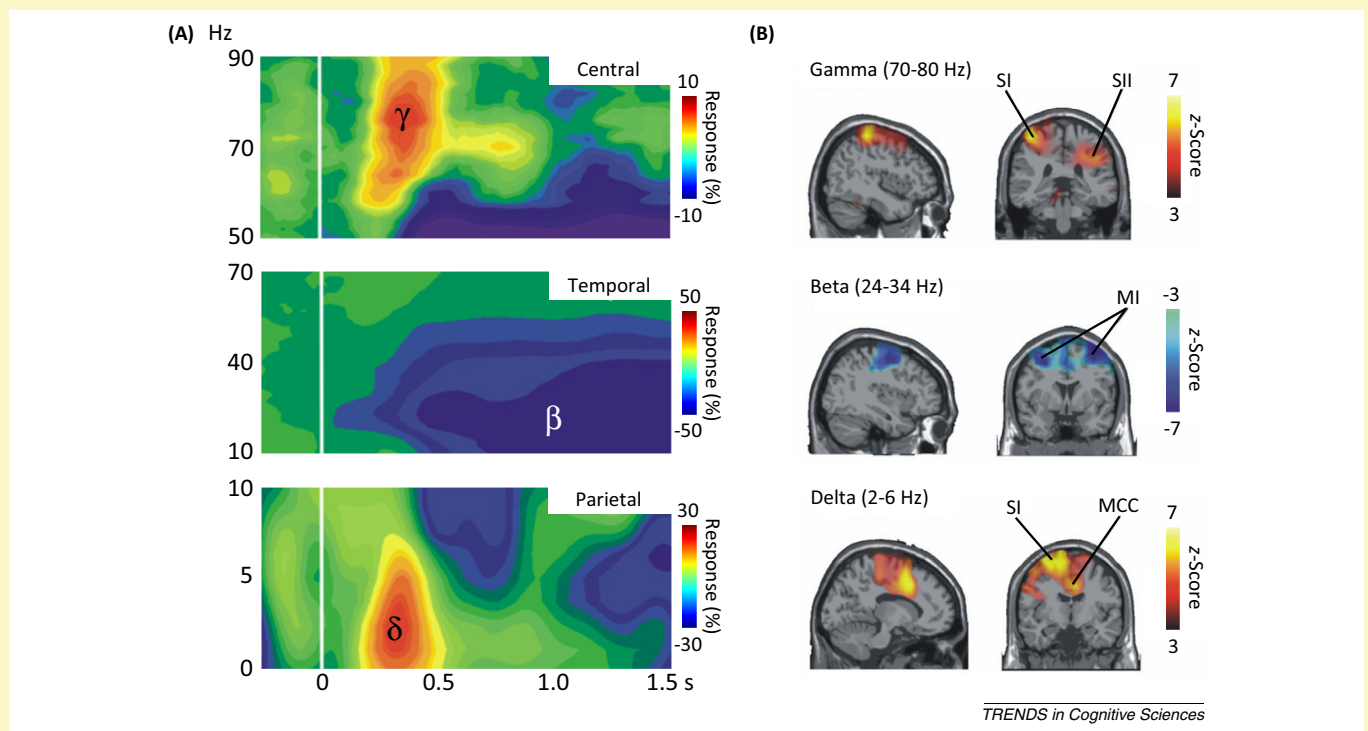 (A) Hz
90
70
50
Central
10
Response (%)
-10
γ
70
40
10
Temporal
50
Response (%)
-50
β
10
5
0
Parietal
30
Response (%)
-30
δ
0 0.5 1.0 1.5 s
(B)
Gamma (70-80 Hz)
SI
SII
7
z-Score
3
Beta (24-34 Hz)
MI
-3
z-Score
-7
Delta (2-6 Hz)
SI
MCC
7
z-Score
3
TRENDS in Cognitive Sciences